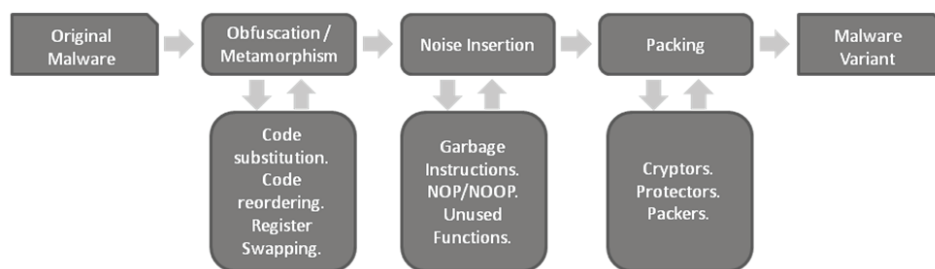 Original
Malware
Obfuscation /
Metamorphism
Noise Insertion
Packing
Malware
Variant
Code
substitution.
Code
reordering.
Register
Swapping.
Garbage
Instructions.
NOP/NOOP.
Unused
Functions.
Cryptors.
Protectors.
Packers.